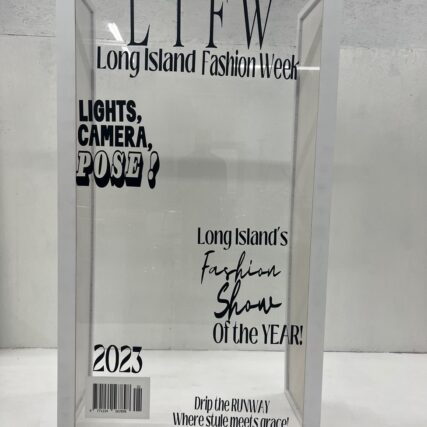 LIFW
Long Island Fashion Week
LIGHTS,
CAMERA,
POSE!
Long Island's
Fashion
Show
Of the YEAR!
2023
Drip the RUNWAY
Where style meets grace!